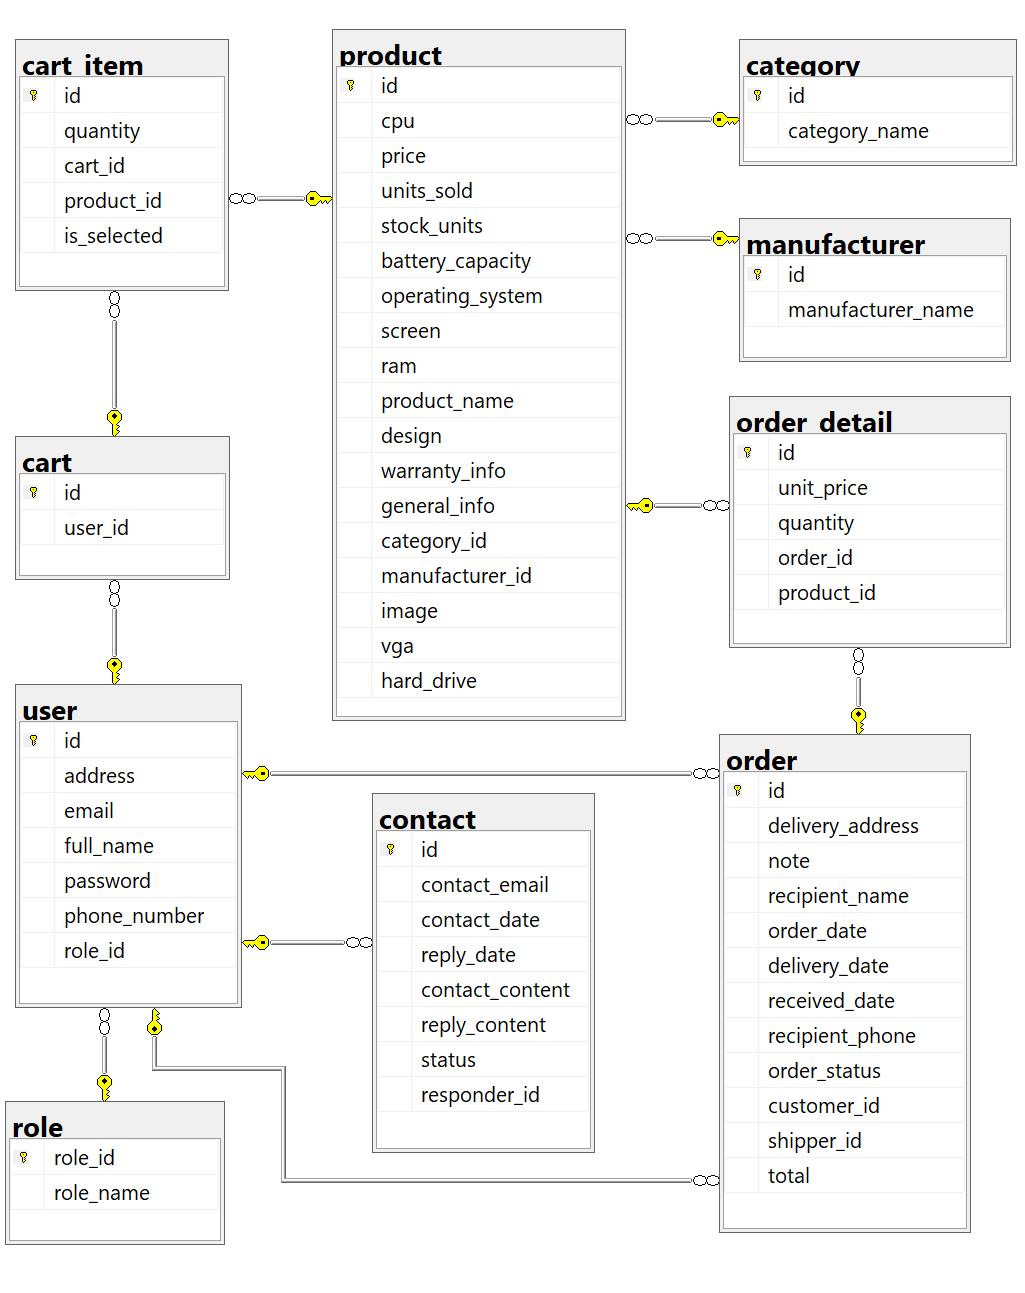 cart_item
id
quantity
cart_id
product_id
is_selected
product
id
cpu
price
units_sold
stock_units
battery_capacity
operating_system
screen
ram
product_name
design
warranty_info
general_info
category_id
manufacturer_id
image
vga
hard_drive
category
id
category_name
manufacturer
id
manufacturer_name
order_detail
id
unit_price
quantity
order_id
product_id
cart
id
user_id
user
id
address
email
full_name
password
phone_number
role_id
contact
id
contact_email
contact_date
reply_date
contact_content
reply_content
status
responder_id
order
id
delivery_address
note
recipient_name
order_date
delivery_date
received_date
recipient_phone
order_status
customer_id
shipper_id
total
role
role_id
role_name